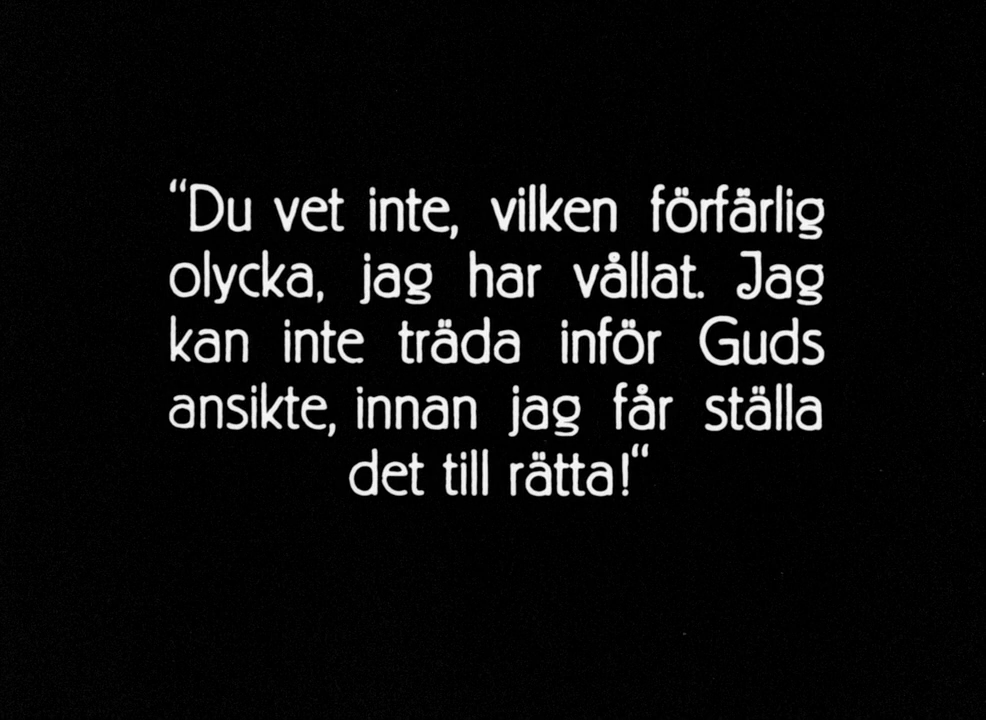 “Du vet inte, vilken förfärlig
olycka, jag har vållat. Jag
kan inte träda inför Guds
ansikte, innan jag får ställa
det till rätta!“